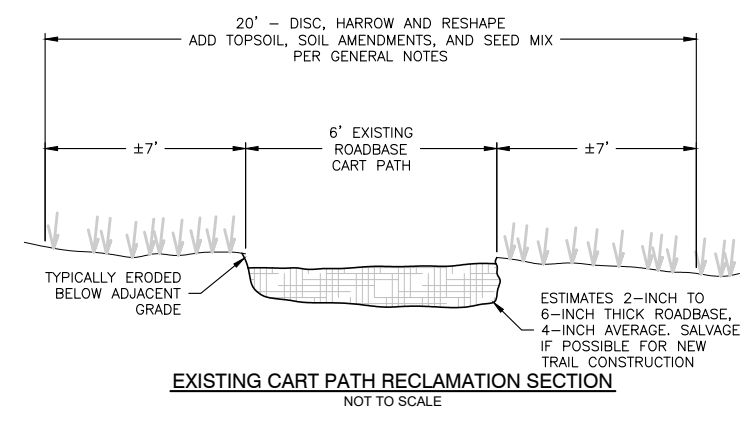 20' – DISC, HARROW AND RESHAPE
ADD TOPSOIL, SOIL AMENDMENTS, AND SEED MIX
PER GENERAL NOTES
±7'
6' EXISTING
ROADBASE
CART PATH
±7'
TYPICALLY ERODED
BELOW ADJACENT
GRADE
ESTIMATES 2–INCH TO
6–INCH THICK ROADBASE,
4–INCH AVERAGE. SALVAGE
IF POSSIBLE FOR NEW
TRAIL CONSTRUCTION
EXISTING CART PATH RECLAMATION SECTION
NOT TO SCALE